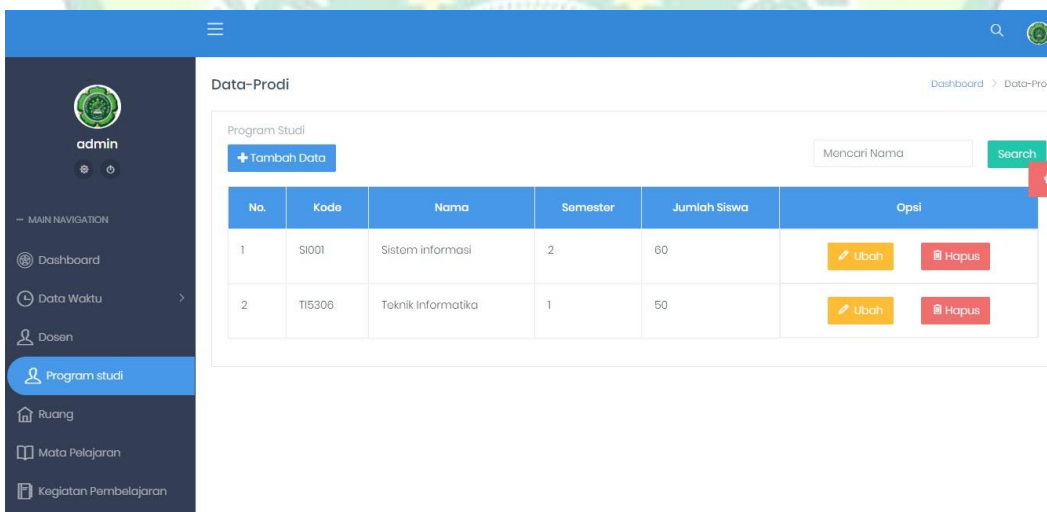 Data-Prodi
Dashboard > Data-Pro
admin
Program Studi
Tambah Data
Mencari Nama
Search
MAIN NAVIGATION
No. Kode Nama Semester Jumlah Siswa Opsi
1 SI001 Sistem informasi 2 60 Ubah Hapus
2 TI5306 Teknik Informatika 1 50 Ubah Hapus
Dashboard
Data Waktu >
Dosen
Program studi
Ruang
Mata Pelajaran
Kegiatan Pembelajaran